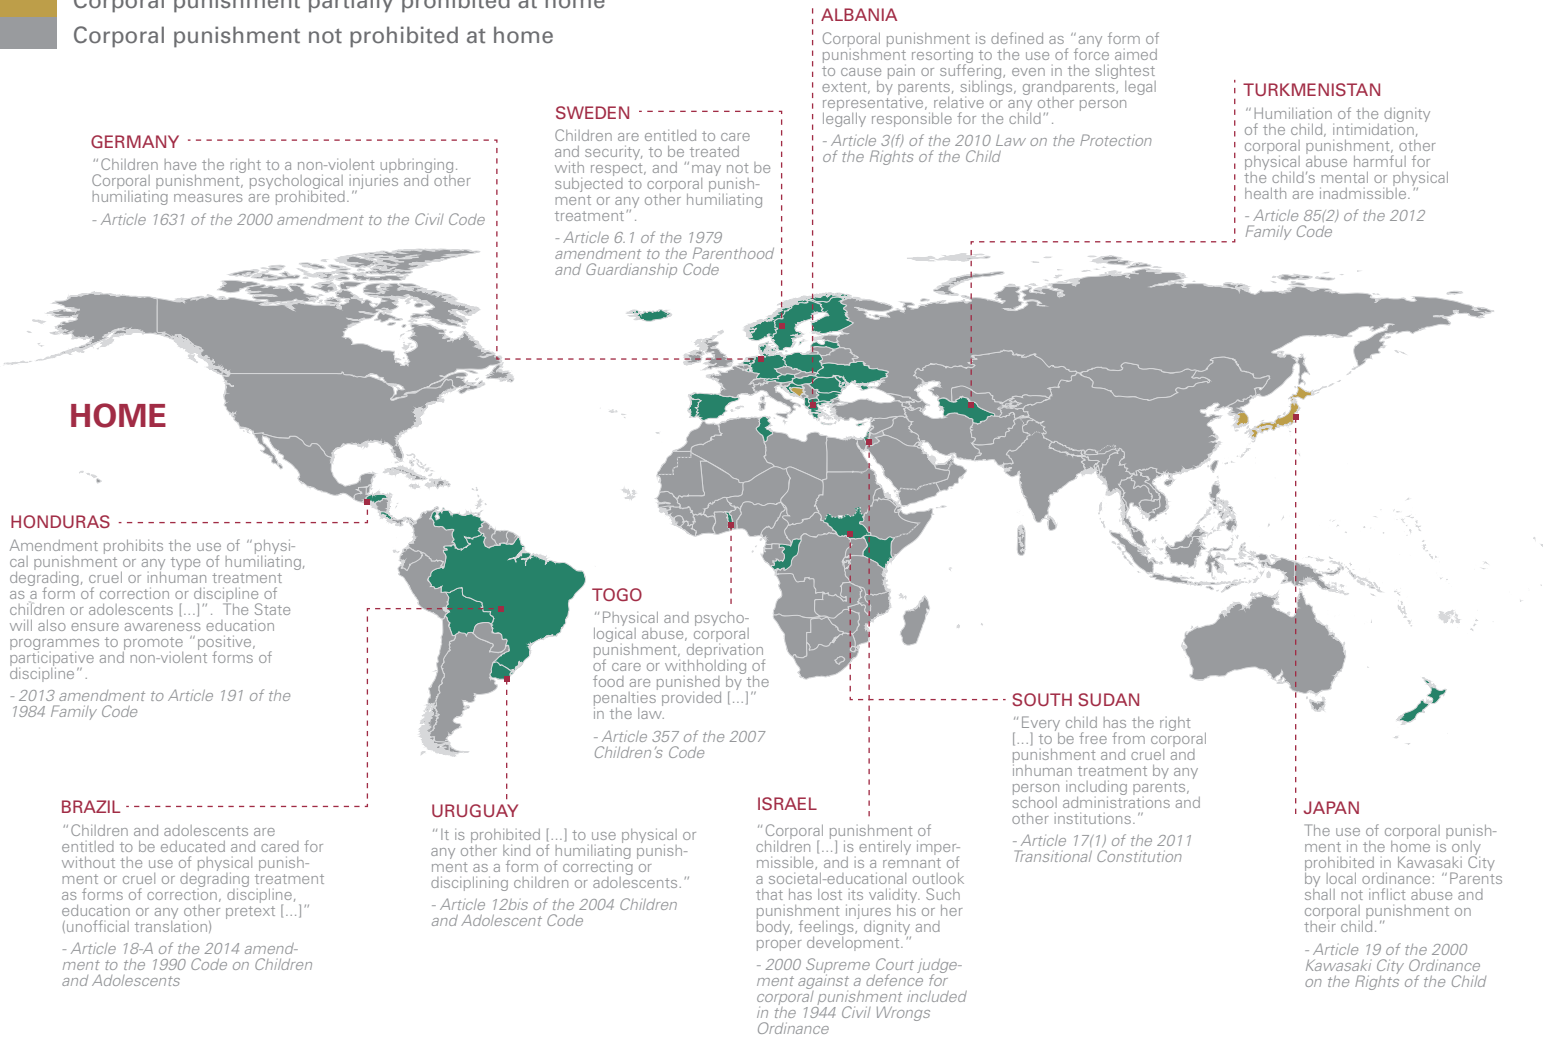 Corporal punishment partially prohibited at home
Corporal punishment not prohibited at home
ALBANIA
Corporal punishment is defined as “any form of
punishment resorting to the use of force aimed
to cause pain or suffering, even in the slightest
extent, by parents, siblings, grandparents, legal
representative, relative or any other person
legally responsible for the child”.
- Article 3(f) of the 2010 Law on the Protection
of the Rights of the Child
TURKMENISTAN
“Humiliation of the dignity
of the child, intimidation,
corporal punishment, other
physical abuse harmful for
the child’s mental or physical
health are inadmissible.”
- Article 85(2) of the 2012
Family Code
SWEDEN
Children are entitled to care
and security, to be treated
with respect, and “may not be
subjected to corporal punish-
ment or any other humiliating
treatment”.
- Article 6.1 of the 1979
amendment to the Parenthood
and Guardianship Code
GERMANY
“Children have the right to a non-violent upbringing.
Corporal punishment, psychological injuries and other
humiliating measures are prohibited.”
- Article 1631 of the 2000 amendment to the Civil Code
HOME
HONDURAS
Amendment prohibits the use of “physi-
cal punishment or any type of humiliating,
degrading, cruel or inhuman treatment
as a form of correction or discipline of
children or adolescents [...]”. The State
will also ensure awareness education
programmes to promote “positive,
participative and non-violent forms of
discipline”.
- 2013 amendment to Article 191 of the
1984 Family Code
TOGO
“Physical and psycho-
logical abuse, corporal
punishment, deprivation
of care or withholding of
food are punished by the
penalties provided [...]”
in the law.
- Article 357 of the 2007
Children’s Code
SOUTH SUDAN
“Every child has the right
[...] to be free from corporal
punishment and cruel and
inhuman treatment by any
person including parents,
school administrations and
other institutions.”
- Article 17(1) of the 2011
Transitional Constitution
BRAZIL
“Children and adolescents are
entitled to be educated and cared for
without the use of physical punish-
ment or cruel or degrading treatment
as forms of correction, discipline,
education or any other pretext [...]”
(unofficial translation)
- Article 18-A of the 2014 amend-
ment to the 1990 Code on Children
and Adolescents
URUGUAY
“It is prohibited [...] to use physical or
any other kind of humiliating punish-
ment as a form of correcting or
disciplining children or adolescents.”
- Article 12bis of the 2004 Children
and Adolescent Code
ISRAEL
“Corporal punishment of
children [...] is entirely imper-
missible, and is a remnant of
a societal-educational outlook
that has lost its validity. Such
punishment injures his or her
body, feelings, dignity and
proper development.”
- 2000 Supreme Court judge-
ment against a defence for
corporal punishment included
in the 1944 Civil Wrongs
Ordinance
JAPAN
The use of corporal punish-
ment in the home is only
prohibited in Kawasaki City
by local ordinance: “Parents
shall not inflict abuse and
corporal punishment on
their child.”
- Article 19 of the 2000
Kawasaki City Ordinance
on the Rights of the Child